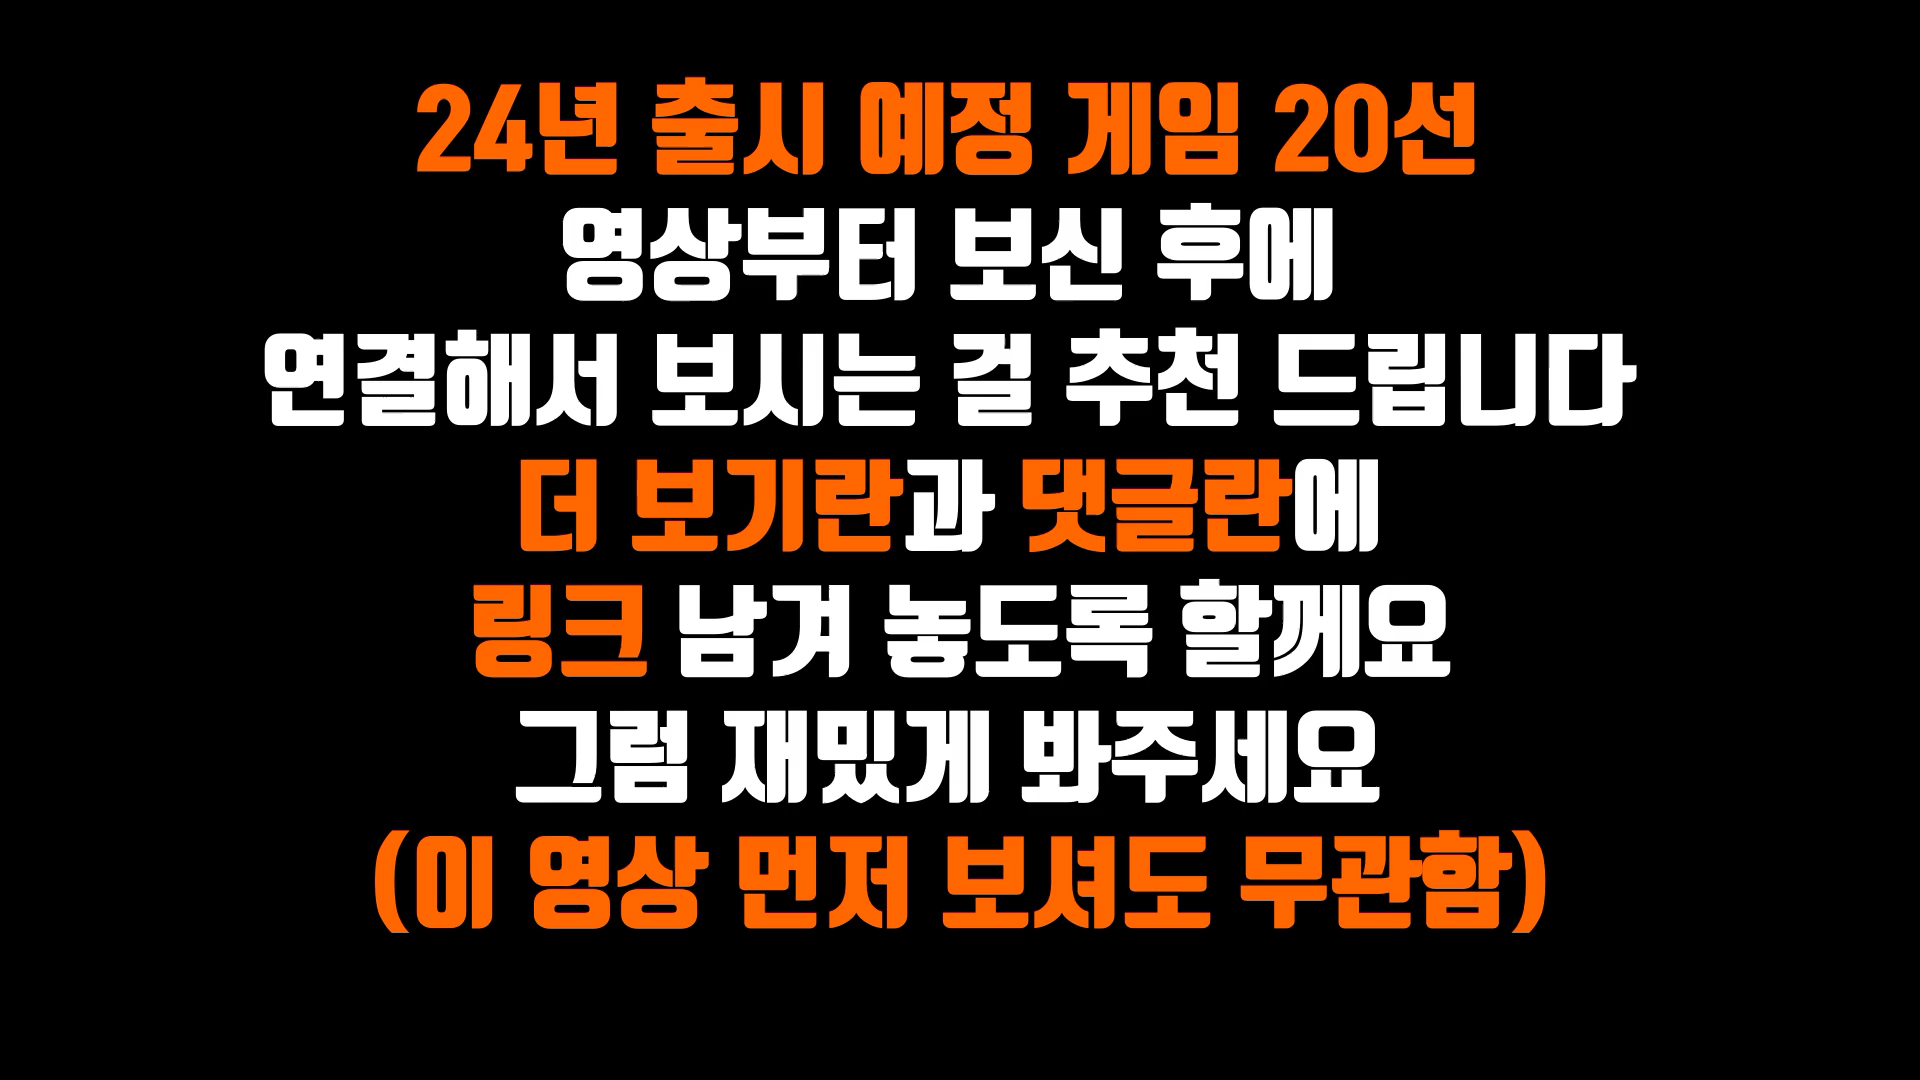 24년 출시 예정 게임 20선
영상부터 보신 후에
연결해서 보시는 걸 추천 드립니다
더 보기란과 댓글란에
링크 남겨 놓도록 할께요
그럼 재밌게 봐주세요
(이 영상 먼저 보셔도 무관함)